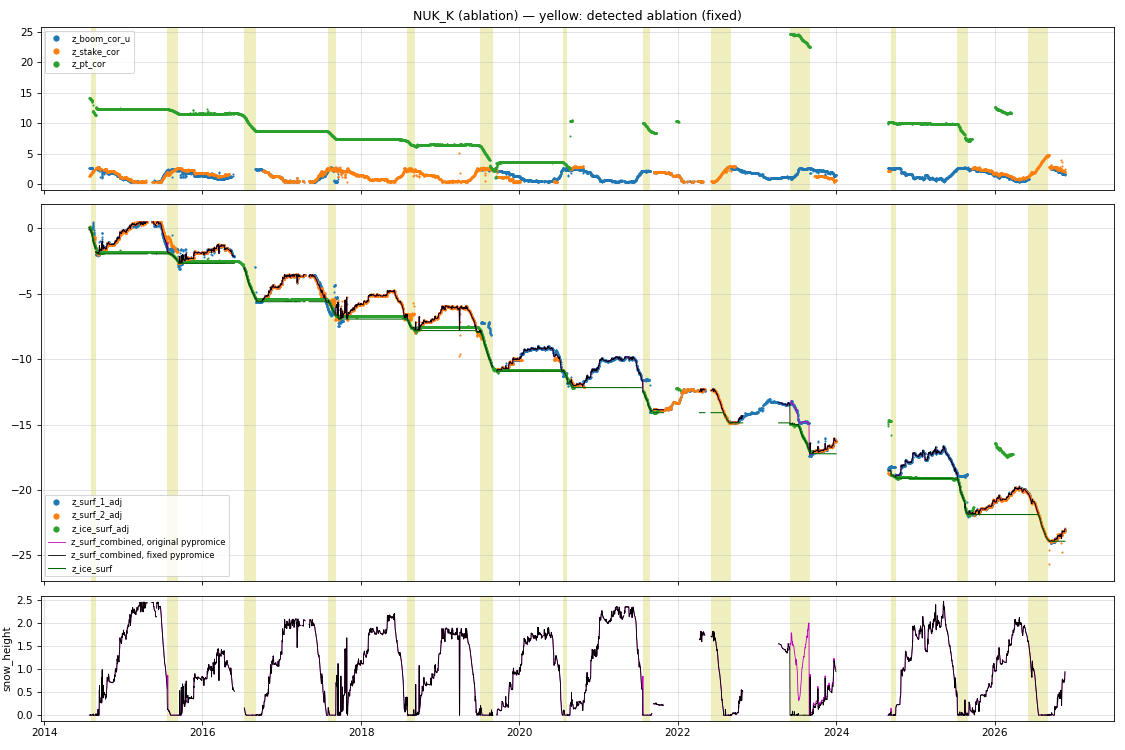 NUK_K (ablation) — yellow: detected ablation (fixed)
25
20
15
10
5
0
z_boom_cor_u
z_stake_cor
z_pt_cor
0
−5
−10
−15
−20
−25
z_surf_1_adj
z_surf_2_adj
z_ice_surf_adj
z_surf_combined, original pypromice
z_surf_combined, fixed pypromice
z_ice_surf
snow_height
2.5
2.0
1.5
1.0
0.5
0.0
2014 2016 2018 2020 2022 2024 2026